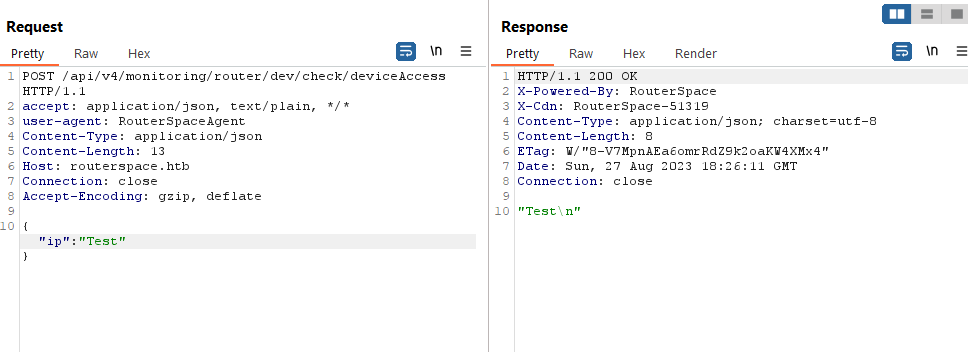 Request
Pretty Raw Hex \n
1 POST /api/v4/monitoring/router/dev/check/deviceAccess
HTTP/1.1
2 accept: application/json, text/plain, */*
3 user-agent: RouterSpaceAgent
4 Content-Type: application/json
5 Content-Length: 13
6 Host: routerspace.htb
7 Connection: close
8 Accept-Encoding: gzip, deflate
9
10 {
"ip":"Test"
}
Response
Pretty Raw Hex Render \n
1 HTTP/1.1 200 OK
2 X-Powered-By: RouterSpace
3 X-Cdn: RouterSpace-51319
4 Content-Type: application/json; charset=utf-8
5 Content-Length: 8
6 ETag: W/"8-V7MpnAEa6omrRdZ9k2oaKW4XMx4"
7 Date: Sun, 27 Aug 2023 18:26:11 GMT
8 Connection: close
9
10 "Test\n"